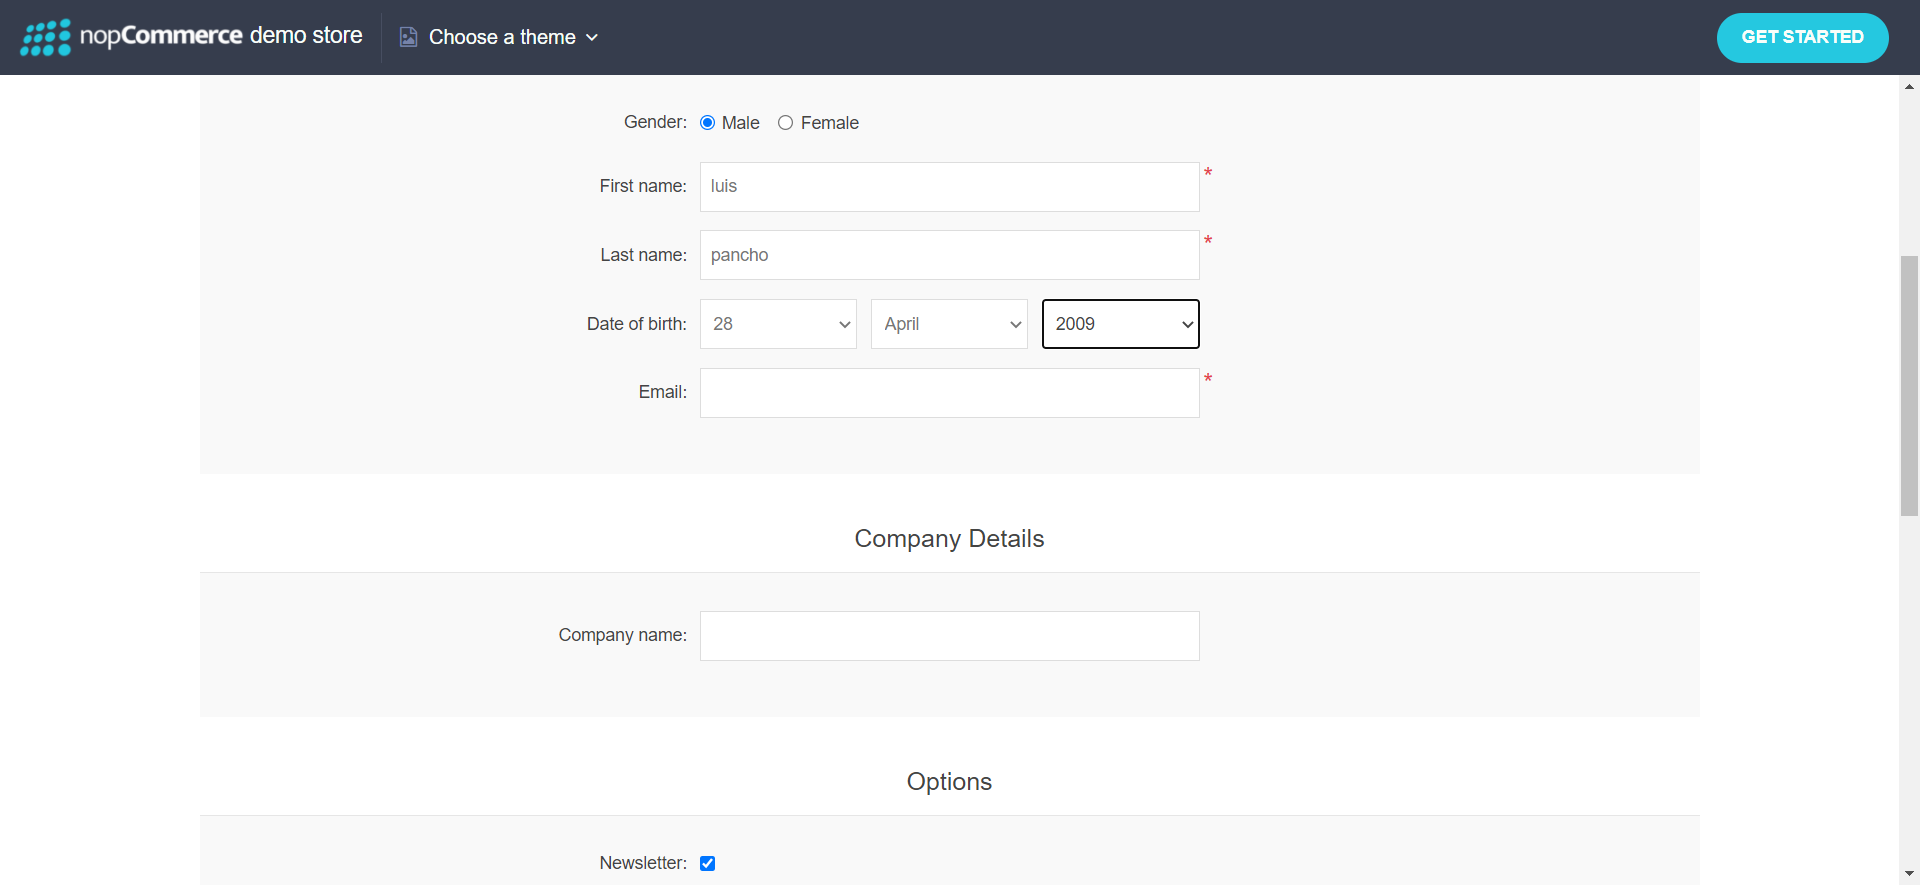 nopCommerce demo store
Choose a theme
GET STARTED
Gender: Male Female
First name: luis *
Last name: pancho *
Date of birth: 28 April 2009
Email: *
Company Details
Company name:
Options
Newsletter: